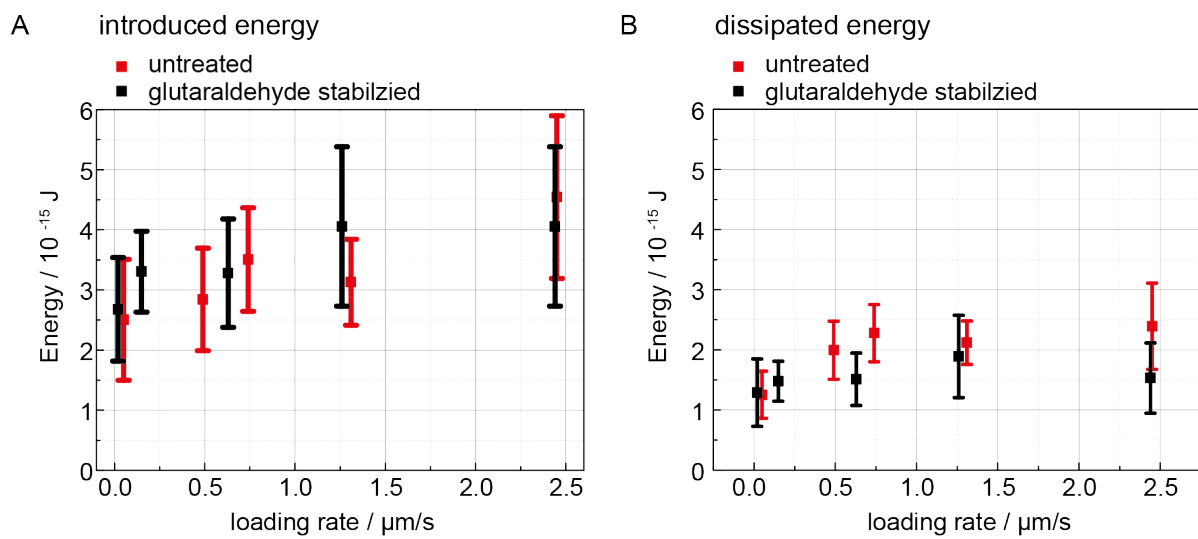 A introduced energy
untreated
glutaraldehyde stabilzied
6
5
4
3
2
1
0
Energy / 10 -15 J
0.0 0.5 1.0 1.5 2.0 2.5
loading rate / µm/s
B dissipated energy
untreated
glutaraldehyde stabilzied
6
5
4
3
2
1
0
Energy / 10 -15 J
0.0 0.5 1.0 1.5 2.0 2.5
loading rate / µm/s